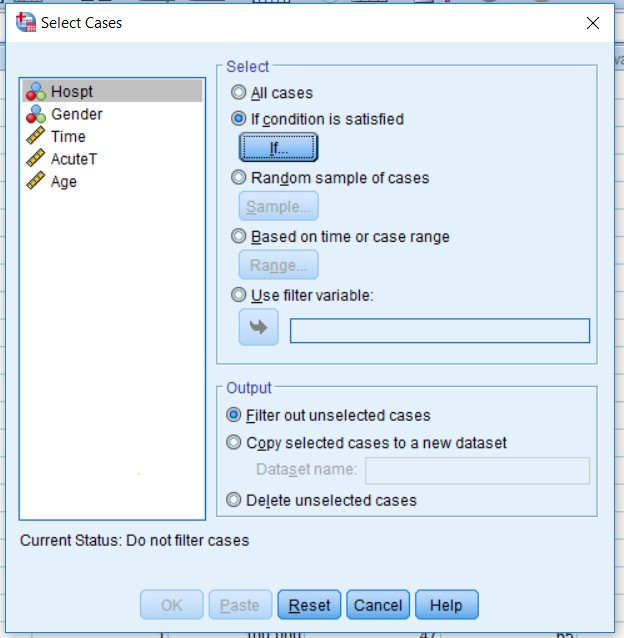 Select Cases
Hospt
Gender
Time
AcuteT
Age
Select
All cases
If condition is satisfied
If...
Random sample of cases
Sample...
Based on time or case range
Range...
Use filter variable:
Output
Filter out unselected cases
Copy selected cases to a new dataset
Dataset name:
Delete unselected cases
Current Status: Do not filter cases
OK Paste Reset Cancel Help